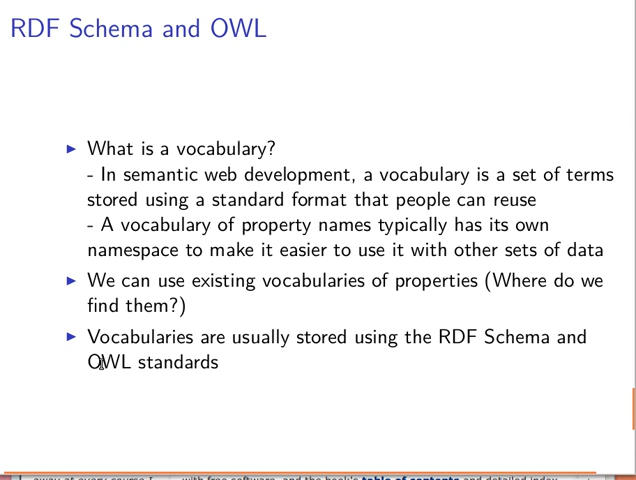 RDF Schema and OWL
▶ What is a vocabulary?
- In semantic web development, a vocabulary is a set of terms
stored using a standard format that people can reuse
- A vocabulary of property names typically has its own
namespace to make it easier to use it with other sets of data
▶ We can use existing vocabularies of properties (Where do we
find them?)
▶ Vocabularies are usually stored using the RDF Schema and
OWL standards
away at every course I
with free software, and the book's table of contents and detailed index